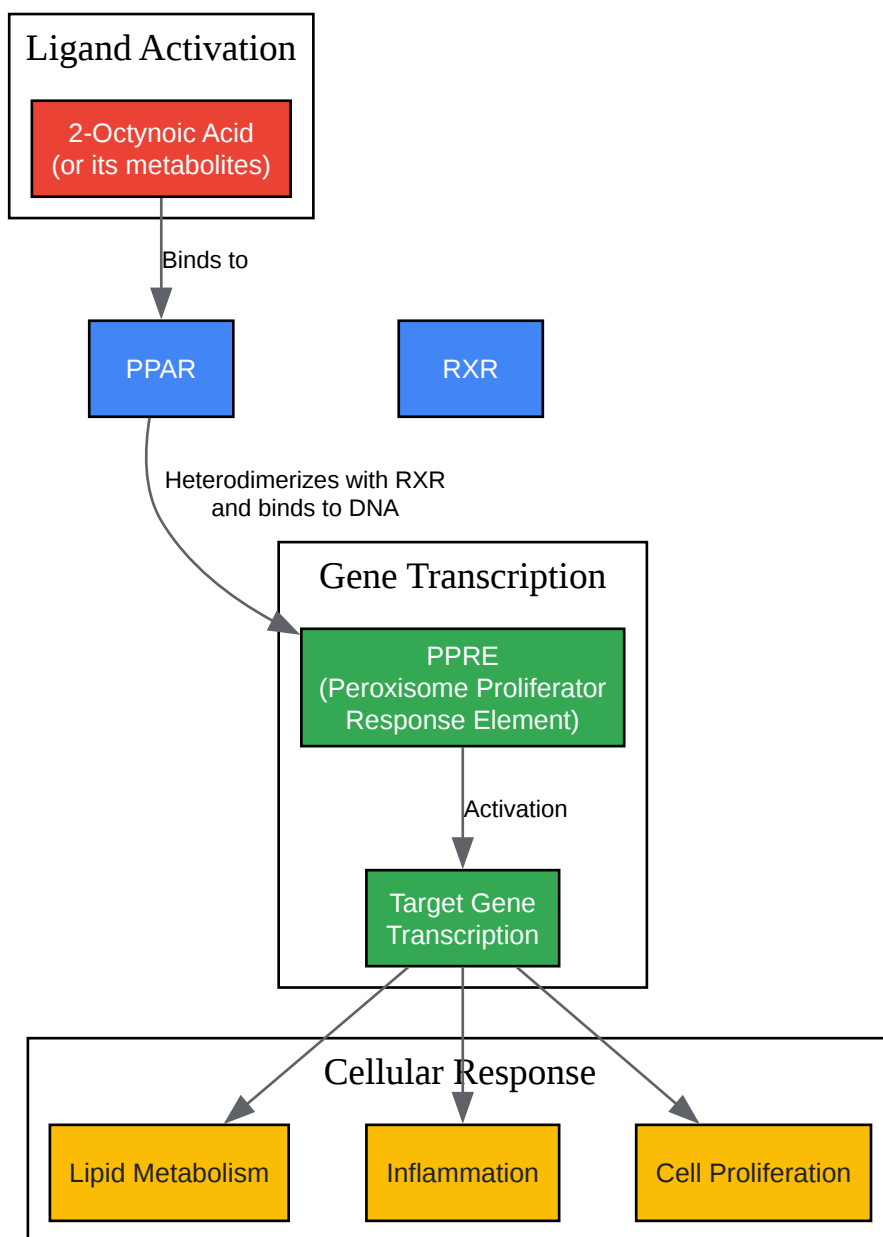 Ligand Activation
2-Octynoic Acid
(or its metabolites)
Binds to
PPAR
RXR
Heterodimerizes with RXR
and binds to DNA
Gene Transcription
PPRE
(Peroxisome Proliferator
Response Element)
Activation
Target Gene
Transcription
Cellular Response
Lipid Metabolism
Inflammation
Cell Proliferation